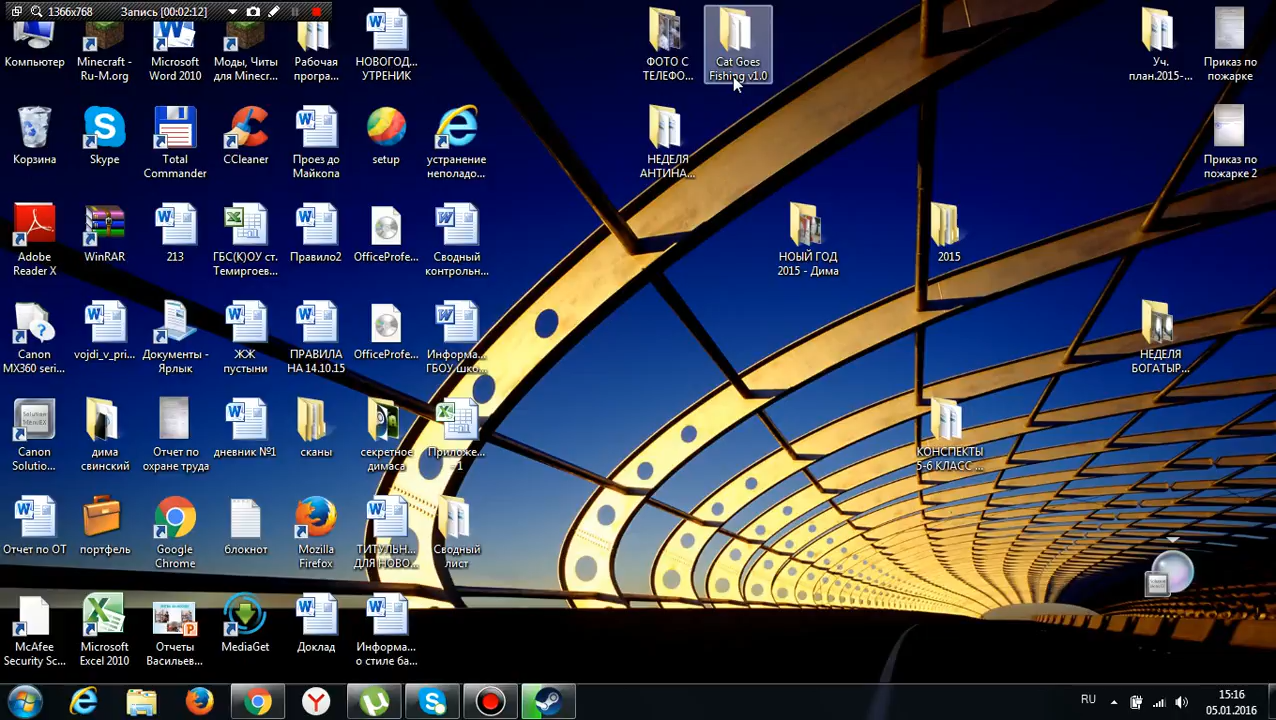 1366x768
Запись [00:02:12]
Компьютер
Minecraft -
Ru-M.org
Microsoft
Word 2010
Моды, Читы
для Minecr...
Рабочая
програ...
НОВОГОД...
УТРЕНИК
ФОТО С
ТЕЛЕФО...
Cat Goes
Fishing v1.0
Уч.
план.2015-...
Приказ по
пожарке
Корзина
Skype
Total
Commander
CCleaner
Проез до
Майкопа
setup
устранение
неполадо...
НЕДЕЛЯ
АНТИНА...
Приказ по
пожарке 2
Adobe
Reader X
WinRAR
213
ГБС(К)ОУ ст.
Темиргоев...
Правило2
OfficeProfe...
Сводный
контрольн...
НОЫЙ ГОД
2015 - Дима
2015
Canon
MX360 seri...
vojdi_v_pri...
Документы -
Ярлык
ЖЖ
пустыни
ПРАВИЛА
НА 14.10.15
OfficeProfe...
Информа...
ГБОУ шко...
НЕДЕЛЯ
БОГАТЫР...
Canon
Solutio...
дима
свинский
Отчет по
охране труда
дневник №1
сканы
секретное
димаса
Приложе...
- 1
КОНСПЕКТЫ
5-6 КЛАСС ...
Отчет по ОТ
портфель
Google
Chrome
блокнот
Mozilla
Firefox
ТИТУЛЬН...
ДЛЯ НОВО...
Сводный
лист
McAfee
Security Sc...
Microsoft
Excel 2010
Отчеты
Васильев...
MediaGet
Доклад
Информа...
о стиле ба...
RU
15:16
05.01.2016